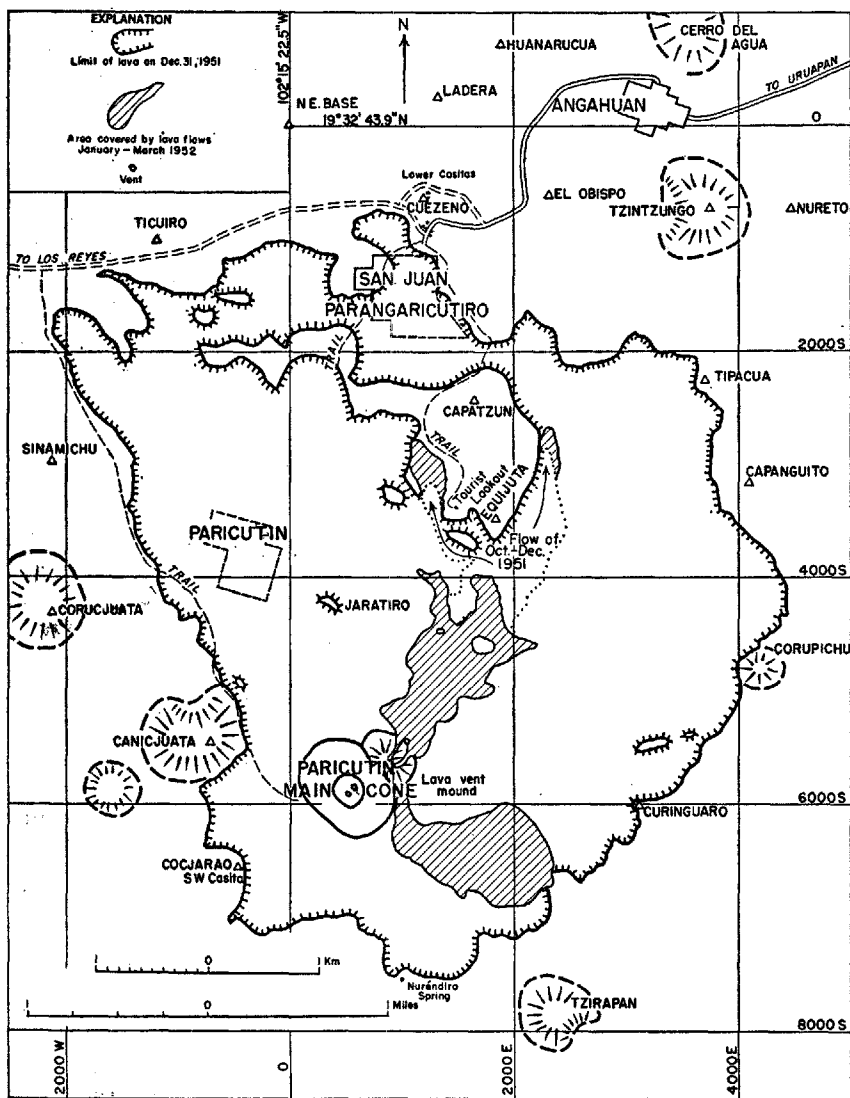 EXPLANATION
Limit of lava on Dec. 31, 1951
Area covered by lava flows
January – March 1952
Vent
102° 15' 22.5" W
N
HUANARUCUA
CERRO DEL
AGUA
LADERA
TO URUAPAN
N E. BASE
19° 32' 43.9" N
ANGAHUAN
0
Lower Casitas
CUEZEÑO
EL OBISPO
TZINTZUNGO
NURETO
TICUIRO
TO LOS REYES
SAN JUAN
PARANGARICUTIRO
TRAIL
2000 S
TIPACUA
CAPATZUN
TRAIL
SINAMICHU
Tourist
Lookout
EQUIJUTA
CAPANGUITO
PARICUTIN
Flow of
Oct.-Dec.
1951
TRAIL
4000 S
CORUCJUATA
JARATIRO
CORUPICHU
CANICJUATA
PARICUTIN
MAIN CONE
Lava vent
mound
6000 S
CURINGUARO
COCJARAO
SW Casita
0
Km
Nuréndiro
Spring
0
Miles
TZIRAPAN
8000 S
2000 W
0
2000 E
4000 E